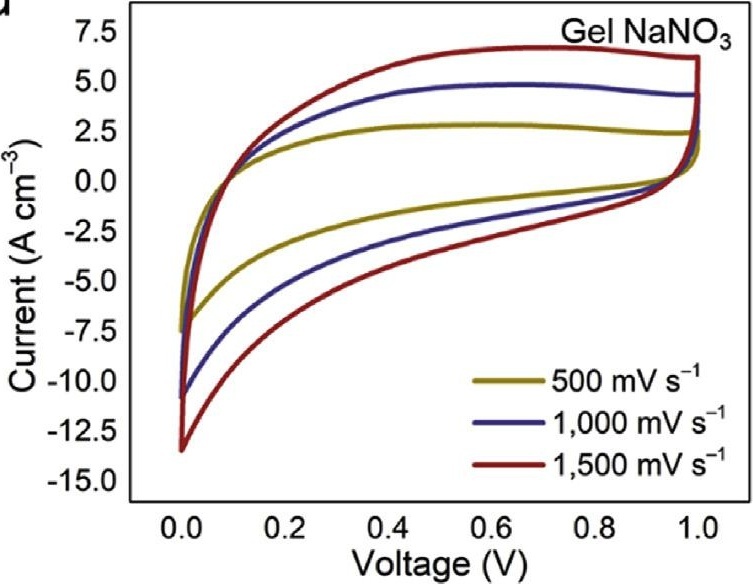 Gel NaNO₃
7.5
5.0
2.5
0.0
-2.5
-5.0
-7.5
-10.0
-12.5
-15.0
Current (A cm⁻³)
500 mV s⁻¹
1,000 mV s⁻¹
1,500 mV s⁻¹
0.0 0.2 0.4 0.6 0.8 1.0
Voltage (V)